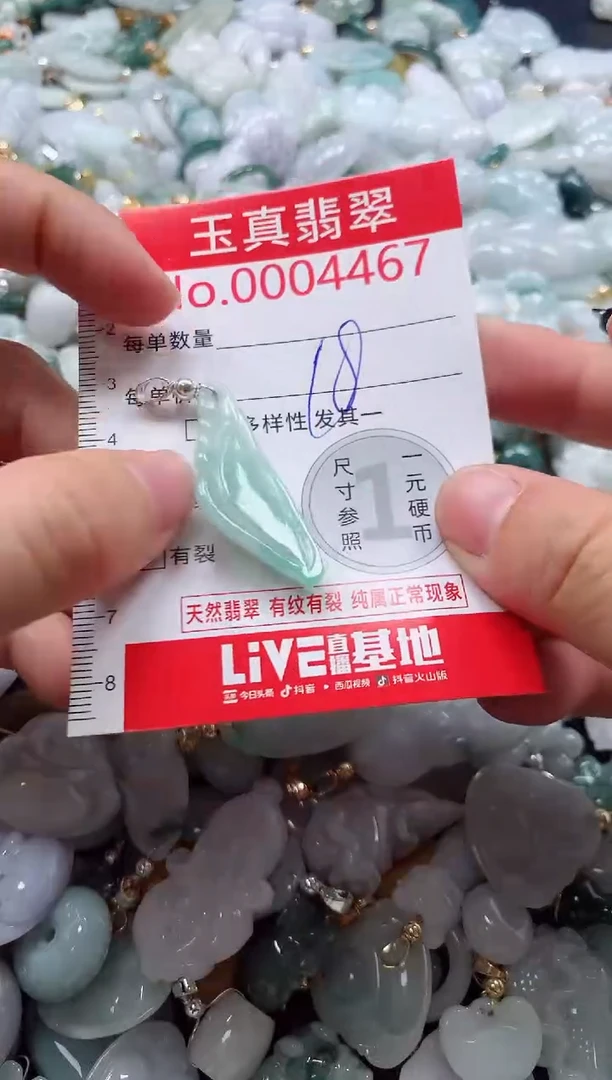 玉真翡翠
No.0004467
每单数量
18
每单价
多样性 发其一
尺寸参照
一元硬币
1
有裂
天然翡翠 有纹有裂 纯属正常现象
LiVE直播基地
今日头条 抖音 西瓜视频 抖音火山版
2
3
4
7
8